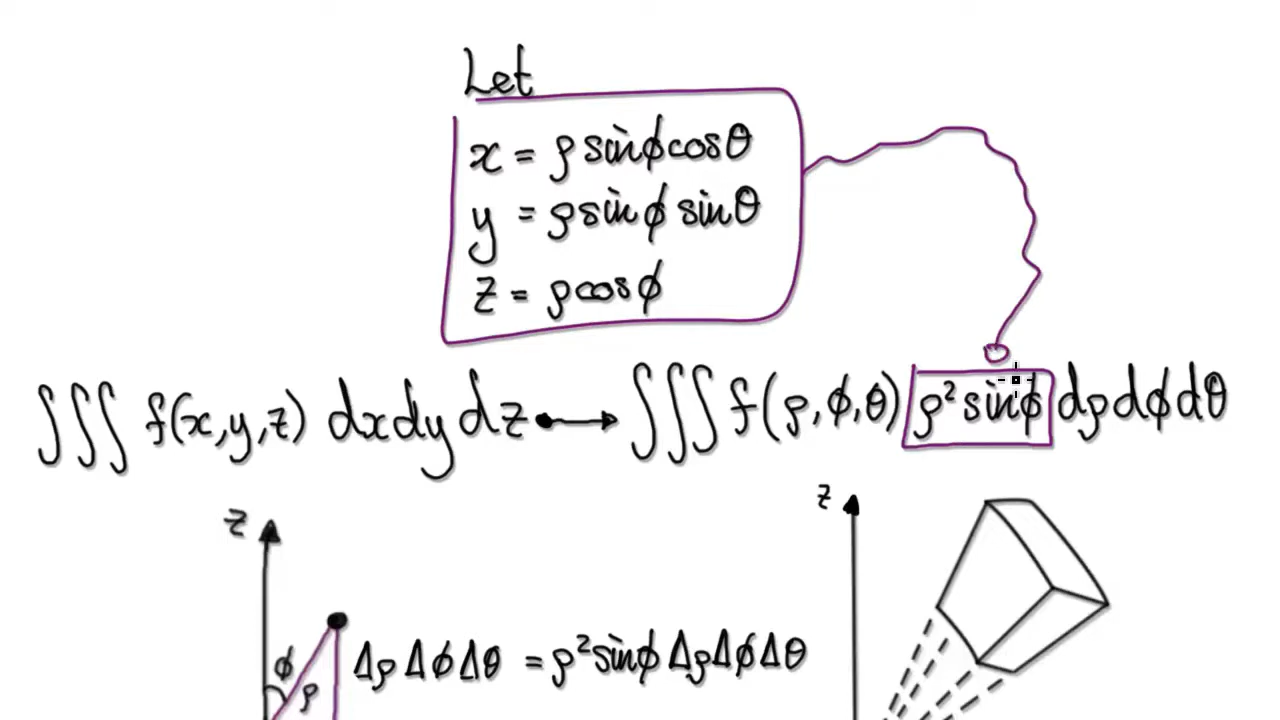 Let
x = ρ sinϕ cosθ
y = ρ sinϕ sinθ
z = ρ cosϕ
∫∫∫ f(x,y,z) dx dy dz → ∫∫∫ f(ρ,ϕ,θ) ρ² sinϕ dρ dϕ dθ
z
z
ϕ
ρ
Δρ Δϕ Δθ = ρ² sinϕ Δρ Δϕ Δθ